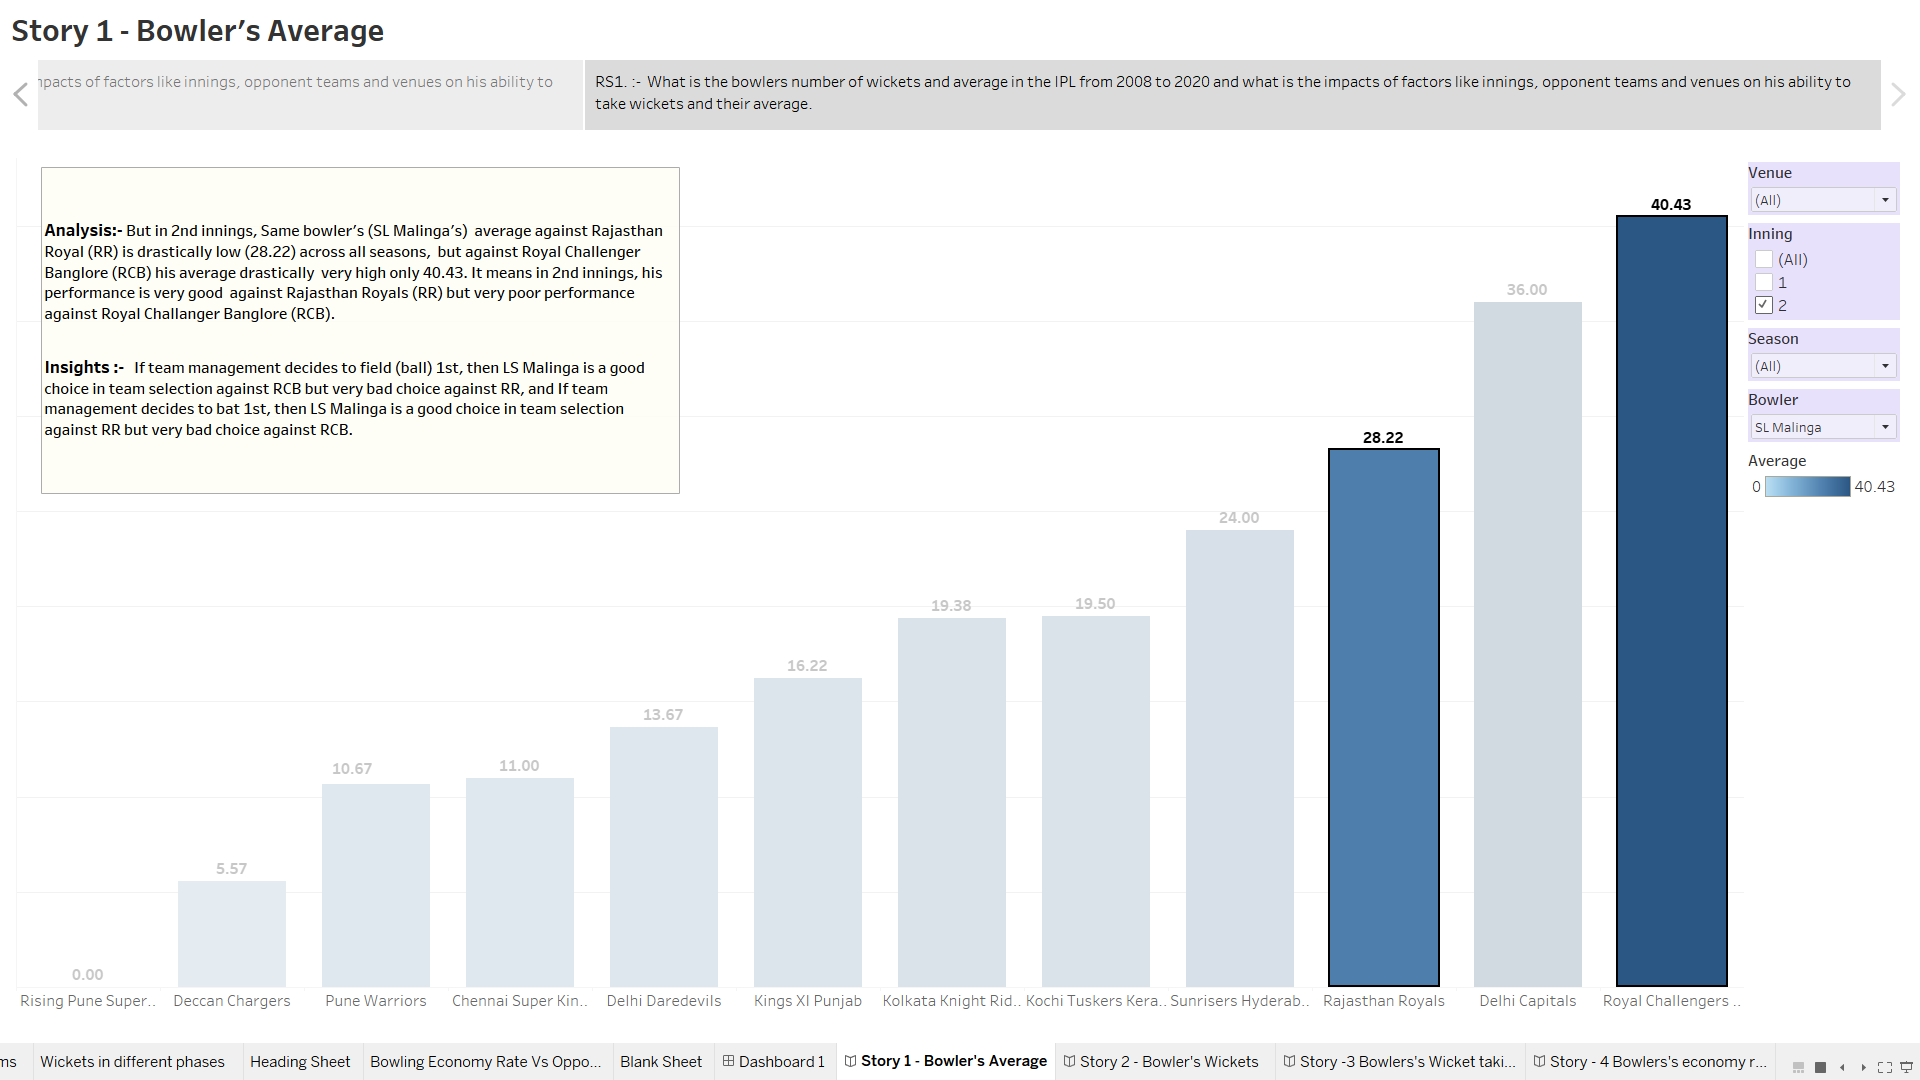 Story 1 - Bowler’s Average
mpacts of factors like innings, opponent teams and venues on his ability to
RS1. :-  What is the bowlers number of wickets and average in the IPL from 2008 to 2020 and what is the impacts of factors like innings, opponent teams and venues on his ability to
take wickets and their average.
Analysis:- But in 2nd innings, Same bowler’s (SL Malinga’s)  average against Rajasthan
Royal (RR) is drastically low (28.22) across all seasons,  but against Royal Challenger
Banglore (RCB) his average drastically  very high only 40.43. It means in 2nd innings, his
performance is very good  against Rajasthan Royals (RR) but very poor performance
against Royal Challanger Banglore (RCB).
Insights :-   If team management decides to field (ball) 1st, then LS Malinga is a good
choice in team selection against RCB but very bad choice against RR, and If team
management decides to bat 1st, then LS Malinga is a good choice in team selection
against RR but very bad choice against RCB.
Venue
(All)
Inning
(All)
1
2
Season
(All)
Bowler
SL Malinga
Average
0 40.43
40.43
36.00
28.22
24.00
19.50
19.38
16.22
13.67
11.00
10.67
5.57
0.00
Rising Pune Super.. Deccan Chargers Pune Warriors Chennai Super Kin.. Delhi Daredevils Kings XI Punjab Kolkata Knight Rid.. Kochi Tuskers Kera.. Sunrisers Hyderab.. Rajasthan Royals Delhi Capitals Royal Challengers ..
ms Wickets in different phases Heading Sheet Bowling Economy Rate Vs Oppo... Blank Sheet Dashboard 1 Story 1 - Bowler's Average Story 2 - Bowler's Wickets Story -3 Bowlers's Wicket taki... Story - 4 Bowlers's economy r...